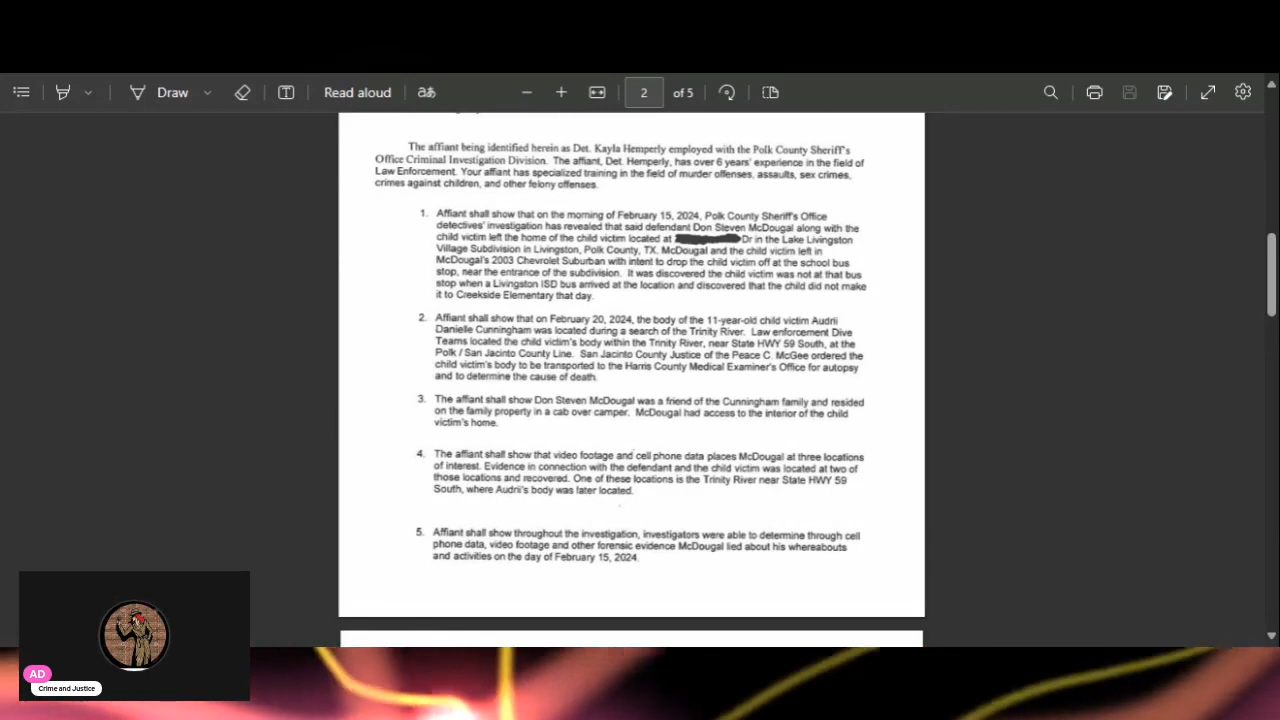 Draw
Read aloud
aあ
2 of 5
The affiant being identified herein as Det. Kayla Hemperly employed with the Polk County Sheriff's
Office Criminal Investigation Division. The affiant, Det. Hemperly, has over 6 years' experience in the field of
Law Enforcement. Your affiant has specialized training in the field of murder offenses, assaults, sex crimes,
crimes against children, and other felony offenses.
1. Affiant shall show that on the morning of February 15, 2024, Polk County Sheriff's Office
detectives' investigation has revealed that said defendant Don Steven McDougal along with the
child victim left the home of the child victim located at Dr in the Lake Livingston
Village Subdivision in Livingston, Polk County, TX. McDougal and the child victim left in
McDougal's 2003 Chevrolet Suburban with intent to drop the child victim off at the school bus
stop, near the entrance of the subdivision. It was discovered the child victim was not at that bus
stop when a Livingston ISD bus arrived at the location and discovered that the child did not make
it to Creekside Elementary that day.
2. Affiant shall show that on February 20, 2024, the body of the 11-year-old child victim Audrii
Danielle Cunningham was located during a search of the Trinity River. Law enforcement Dive
Teams located the child victim's body within the Trinity River, near State HWY 59 South, at the
Polk / San Jacinto County Line. San Jacinto County Justice of the Peace C. McGee ordered the
child victim's body to be transported to the Harris County Medical Examiner's Office for autopsy
and to determine the cause of death.
3. The affiant shall show Don Steven McDougal was a friend of the Cunningham family and resided
on the family property in a cab over camper. McDougal had access to the interior of the child
victim's home.
4. The affiant shall show that video footage and cell phone data places McDougal at three locations
of interest. Evidence in connection with the defendant and the child victim was located at two of
those locations and recovered. One of these locations is the Trinity River near State HWY 59
South, where Audrii's body was later located.
5. Affiant shall show throughout the investigation, investigators were able to determine through cell
phone data, video footage and other forensic evidence McDougal lied about his whereabouts
and activities on the day of February 15, 2024.
AD
Crime and Justice